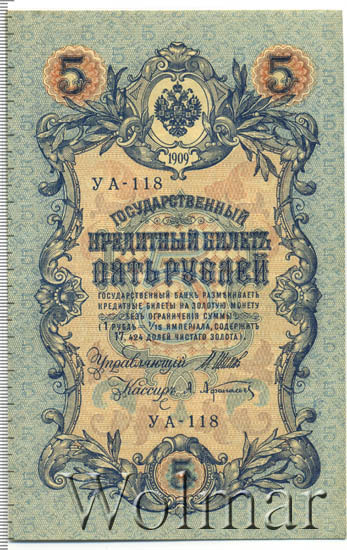 5 5
1909
УА-118
ГОСУДАРСТВЕННЫЙ
КРЕДИТНЫЙ БИЛЕТЪ
ПЯТЬ РУБЛЕЙ
ГОСУДАРСТВЕННЫЙ БАНКЪ РАЗМѢНИВАЕТЪ
КРЕДИТНЫЕ БИЛЕТЫ НА ЗОЛОТУЮ МОНЕТУ
БЕЗЪ ОГРАНИЧЕНІЯ СУММЫ
(1 РУБЛЬ = 1/15 ИМПЕРІАЛА, СОДЕРЖИТЪ
17,424 ДОЛЕЙ ЧИСТАГО ЗОЛОТА).
Управляющій И. Шипов
Кассиръ А. Афанасьев
УА-118
5
Wolmar